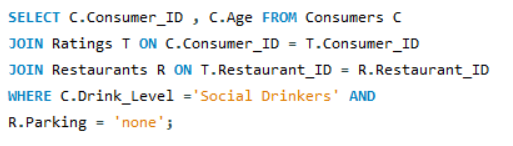 SELECT C.Consumer_ID , C.Age FROM Consumers C
JOIN Ratings T ON C.Consumer_ID = T.Consumer_ID
JOIN Restaurants R ON T.Restaurant_ID = R.Restaurant_ID
WHERE C.Drink_Level ='Social Drinkers' AND
R.Parking = 'none';